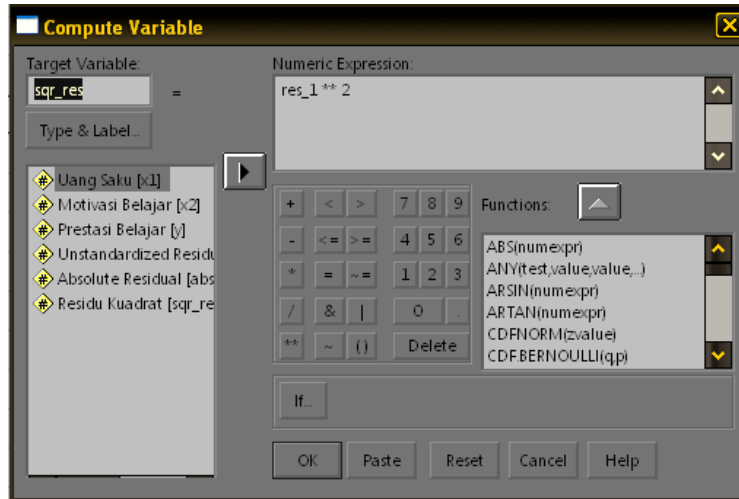 Compute Variable
Target Variable:
sqr_res
=
Type & Label...
Numeric Expression:
res_1 ** 2
Uang Saku [x1]
Motivasi Belajar [x2]
Prestasi Belajar [y]
Unstandardized Residu
Absolute Residual [abs
Residu Kuadrat [sqr_re
+ < > 7 8 9
- <= >= 4 5 6
* = ~= 1 2 3
/ & | 0 .
** ~ () Delete
Functions:
ABS(numexpr)
ANY(test,value,value,...)
ARSIN(numexpr)
ARTAN(numexpr)
CDFNORM(zvalue)
CDF.BERNOULLI(q,p)
If...
OK Paste Reset Cancel Help